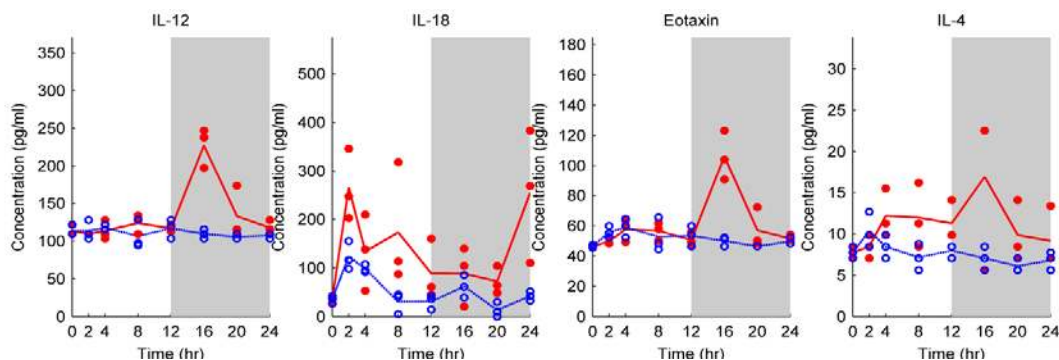 IL-12
350
300
250
200
150
100
50
0
Concentration (pg/ml)
0 2 4 8 12 16 20 24
Time (hr)
IL-18
500
400
300
200
100
0
Concentration (pg/ml)
0 2 4 8 12 16 20 24
Time (hr)
Eotaxin
180
160
140
120
100
80
60
40
20
0
Concentration (pg/ml)
0 2 4 8 12 16 20 24
Time (hr)
IL-4
30
25
20
15
10
5
0
Concentration (pg/ml)
0 2 4 8 12 16 20 24
Time (hr)